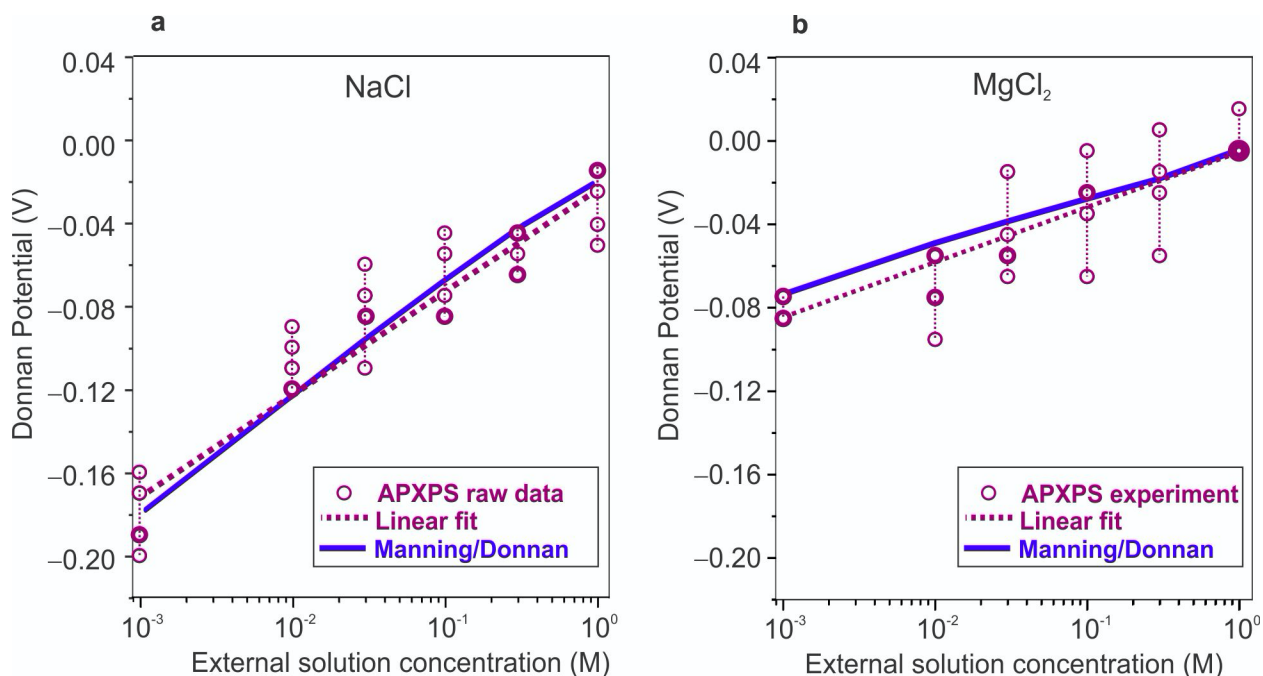 a
NaCl
Donnan Potential (V)
0.04
0.00
−0.04
−0.08
−0.12
−0.16
−0.20
APXPS raw data
Linear fit
Manning/Donnan
10⁻³
10⁻²
10⁻¹
10⁰
External solution concentration (M)
b
MgCl₂
Donnan Potential (V)
0.04
0.00
−0.04
−0.08
−0.12
−0.16
−0.20
APXPS experiment
Linear fit
Manning/Donnan
10⁻³
10⁻²
10⁻¹
10⁰
External solution concentration (M)